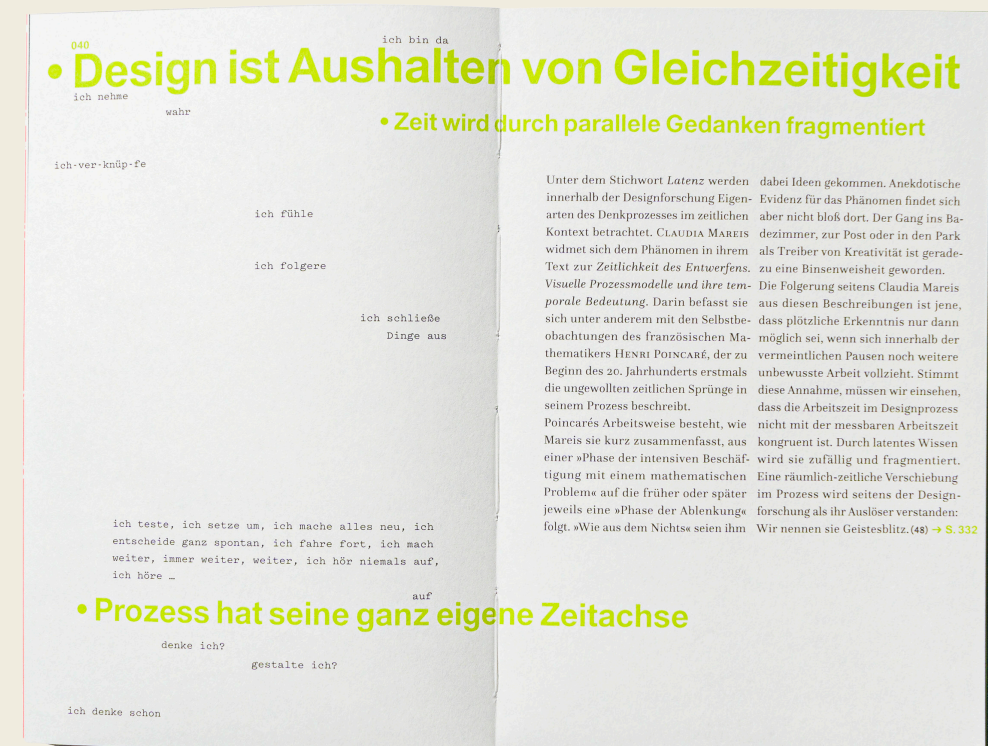 040
ich bin da
• Design ist Aushalten von Gleichzeitigkeit
ich nehme
wahr
• Zeit wird durch parallele Gedanken fragmentiert
ich-ver-knüp-fe
ich fühle
ich folgere
ich schließe
Dinge aus
ich teste, ich setze um, ich mache alles neu, ich
entscheide ganz spontan, ich fahre fort, ich mach
weiter, immer weiter, weiter, ich hör niemals auf,
ich höre …
auf
• Prozess hat seine ganz eigene Zeitachse
denke ich?
gestalte ich?
ich denke schon
Unter dem Stichwort Latenz werden
innerhalb der Designforschung Eigen-
arten des Denkprozesses im zeitlichen
Kontext betrachtet. CLAUDIA MAREIS
widmet sich dem Phänomen in ihrem
Text zur Zeitlichkeit des Entwerfens.
Visuelle Prozessmodelle und ihre tem-
porale Bedeutung. Darin befasst sie
sich unter anderem mit den Selbstbe-
obachtungen des französischen Ma-
thematikers HENRI POINCARÉ, der zu
Beginn des 20. Jahrhunderts erstmals
die ungewollten zeitlichen Sprünge in
seinem Prozess beschreibt.
Poincarés Arbeitsweise besteht, wie
Mareis sie kurz zusammenfasst, aus
einer »Phase der intensiven Beschäf-
tigung mit einem mathematischen
Problem« auf die früher oder später
jeweils eine »Phase der Ablenkung«
folgt. »Wie aus dem Nichts« seien ihm
dabei Ideen gekommen. Anekdotische
Evidenz für das Phänomen findet sich
aber nicht bloß dort. Der Gang ins Ba-
dezimmer, zur Post oder in den Park
als Treiber von Kreativität ist gerade-
zu eine Binsenweisheit geworden.
Die Folgerung seitens Claudia Mareis
aus diesen Beschreibungen ist jene,
dass plötzliche Erkenntnis nur dann
möglich sei, wenn sich innerhalb der
vermeintlichen Pausen noch weitere
unbewusste Arbeit vollzieht. Stimmt
diese Annahme, müssen wir einsehen,
dass die Arbeitszeit im Designprozess
nicht mit der messbaren Arbeitszeit
kongruent ist. Durch latentes Wissen
wird sie zufällig und fragmentiert.
Eine räumlich-zeitliche Verschiebung
im Prozess wird seitens der Design-
forschung als ihr Auslöser verstanden:
Wir nennen sie Geistesblitz. (48) → S. 332